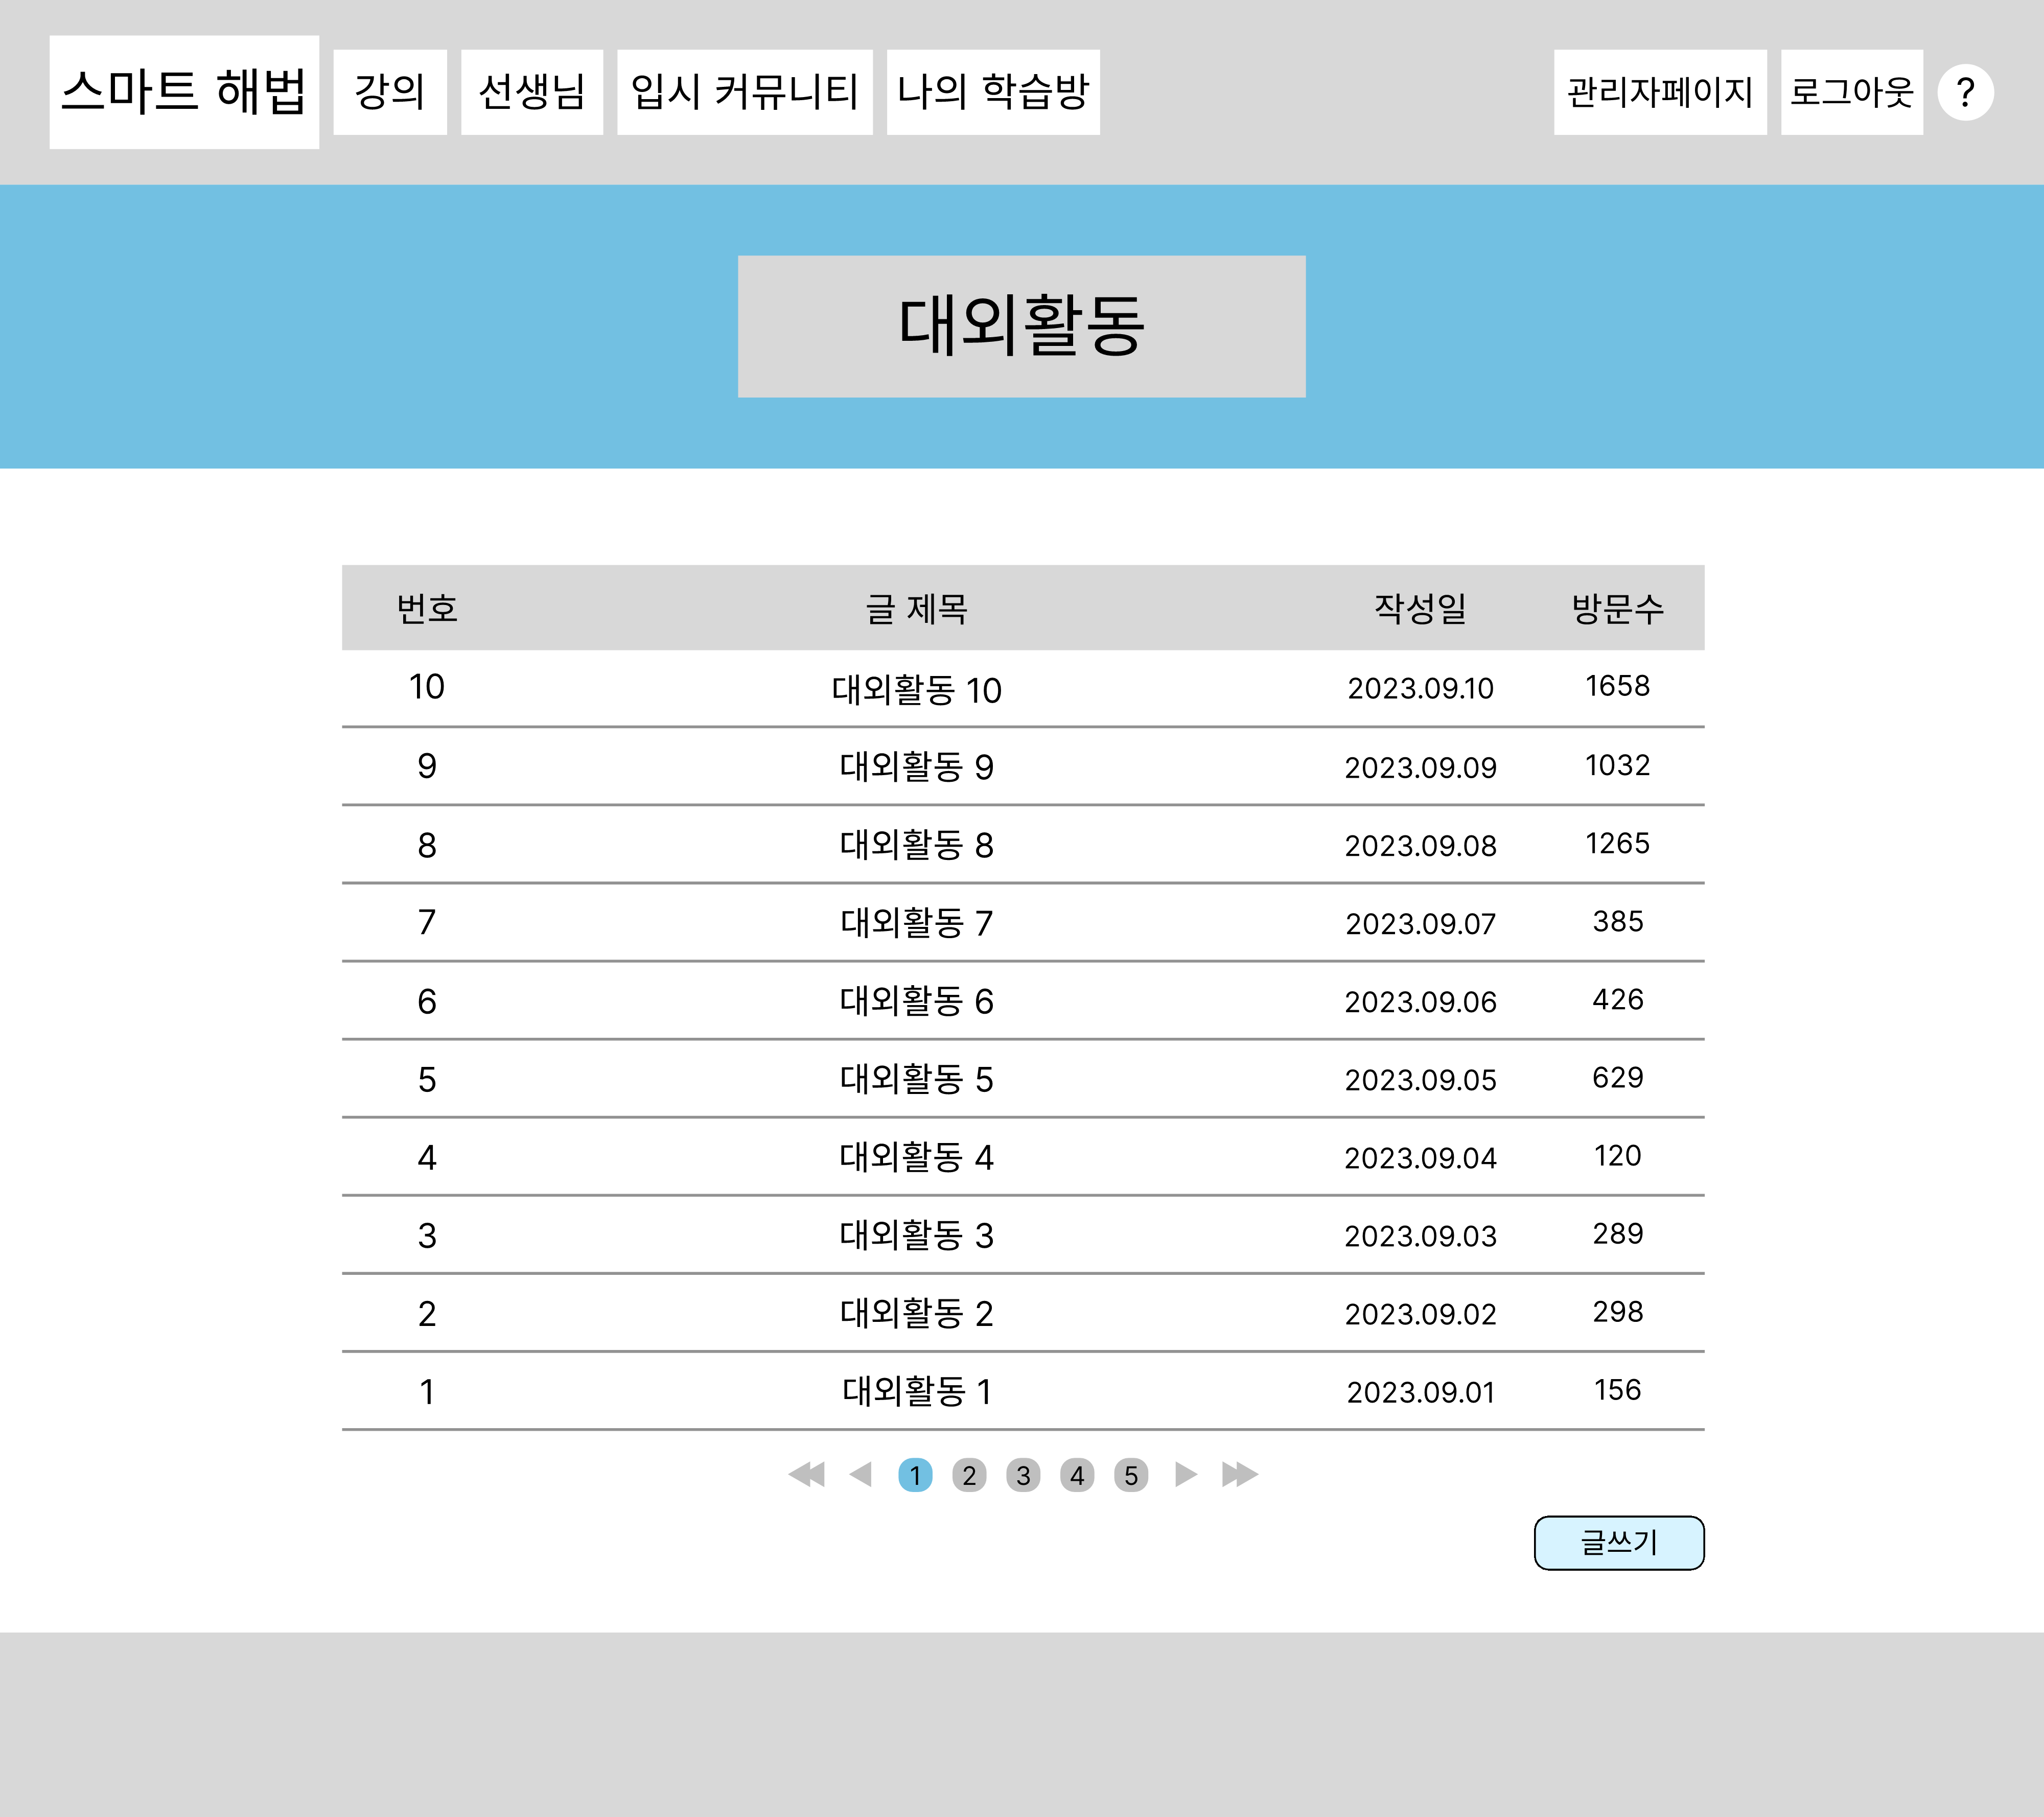 스마트 해법 강의 선생님 입시 커뮤니티 나의 학습방 관리자페이지 로그아웃 ?
대외활동
번호 글 제목 작성일 방문수
10 대외활동 10 2023.09.10 1658
9 대외활동 9 2023.09.09 1032
8 대외활동 8 2023.09.08 1265
7 대외활동 7 2023.09.07 385
6 대외활동 6 2023.09.06 426
5 대외활동 5 2023.09.05 629
4 대외활동 4 2023.09.04 120
3 대외활동 3 2023.09.03 289
2 대외활동 2 2023.09.02 298
1 대외활동 1 2023.09.01 156
1 2 3 4 5
글쓰기